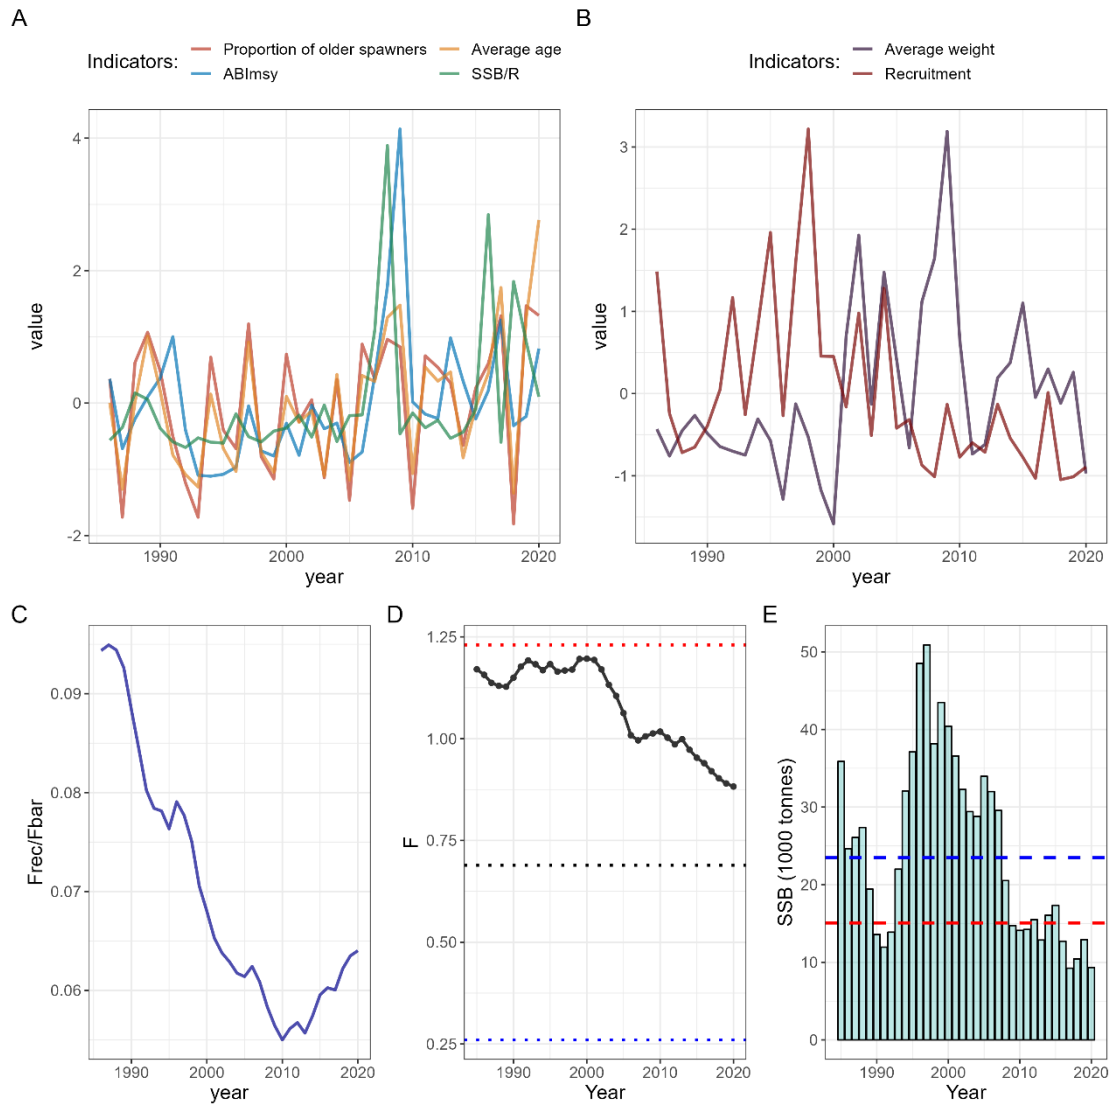 A
Indicators:
Proportion of older spawners
Average age
ABImsy
SSB/R
4
2
0
-2
value
1990
2000
2010
2020
year
B
Indicators:
Average weight
Recruitment
3
2
1
0
-1
value
1990
2000
2010
2020
year
C
0.09
0.08
0.07
0.06
Frec/Fbar
1990
2000
2010
2020
year
D
1.25
1.00
0.75
0.50
0.25
F
1990
2000
2010
2020
Year
E
50
40
30
20
10
0
SSB (1000 tonnes)
1990
2000
2010
2020
Year